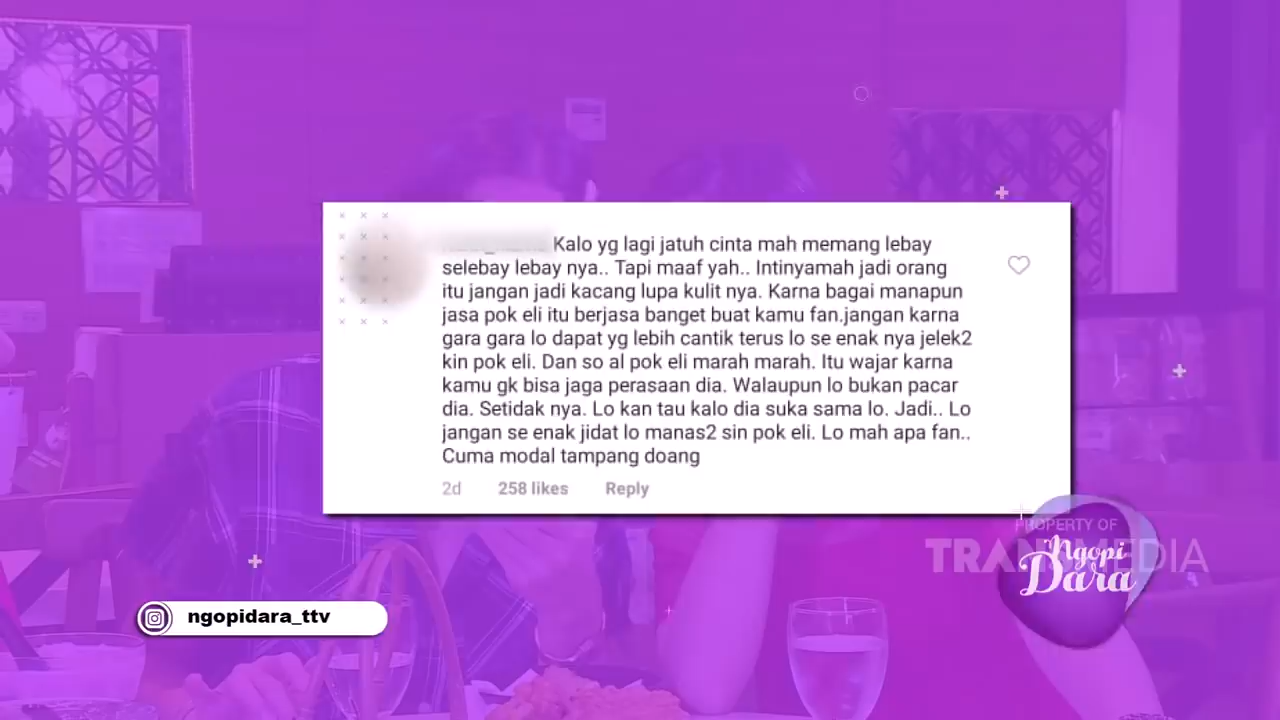 Kalo yg lagi jatuh cinta mah memang lebay
selebay lebay nya.. Tapi maaf yah.. Intinyamah jadi orang
itu jangan jadi kacang lupa kulit nya. Karna bagai manapun
jasa pok eli itu berjasa banget buat kamu fan.jangan karna
gara gara lo dapat yg lebih cantik terus lo se enak nya jelek2
kin pok eli. Dan so al pok eli marah marah. Itu wajar karna
kamu gk bisa jaga perasaan dia. Walaupun lo bukan pacar
dia. Setidak nya. Lo kan tau kalo dia suka sama lo. Jadi.. Lo
jangan se enak jidat lo manas2 sin pok eli. Lo mah apa fan..
Cuma modal tampang doang
2d 258 likes Reply
PROPERTY OF
TRANSMEDIA
Ngopi
Dara
ngopidara_ttv